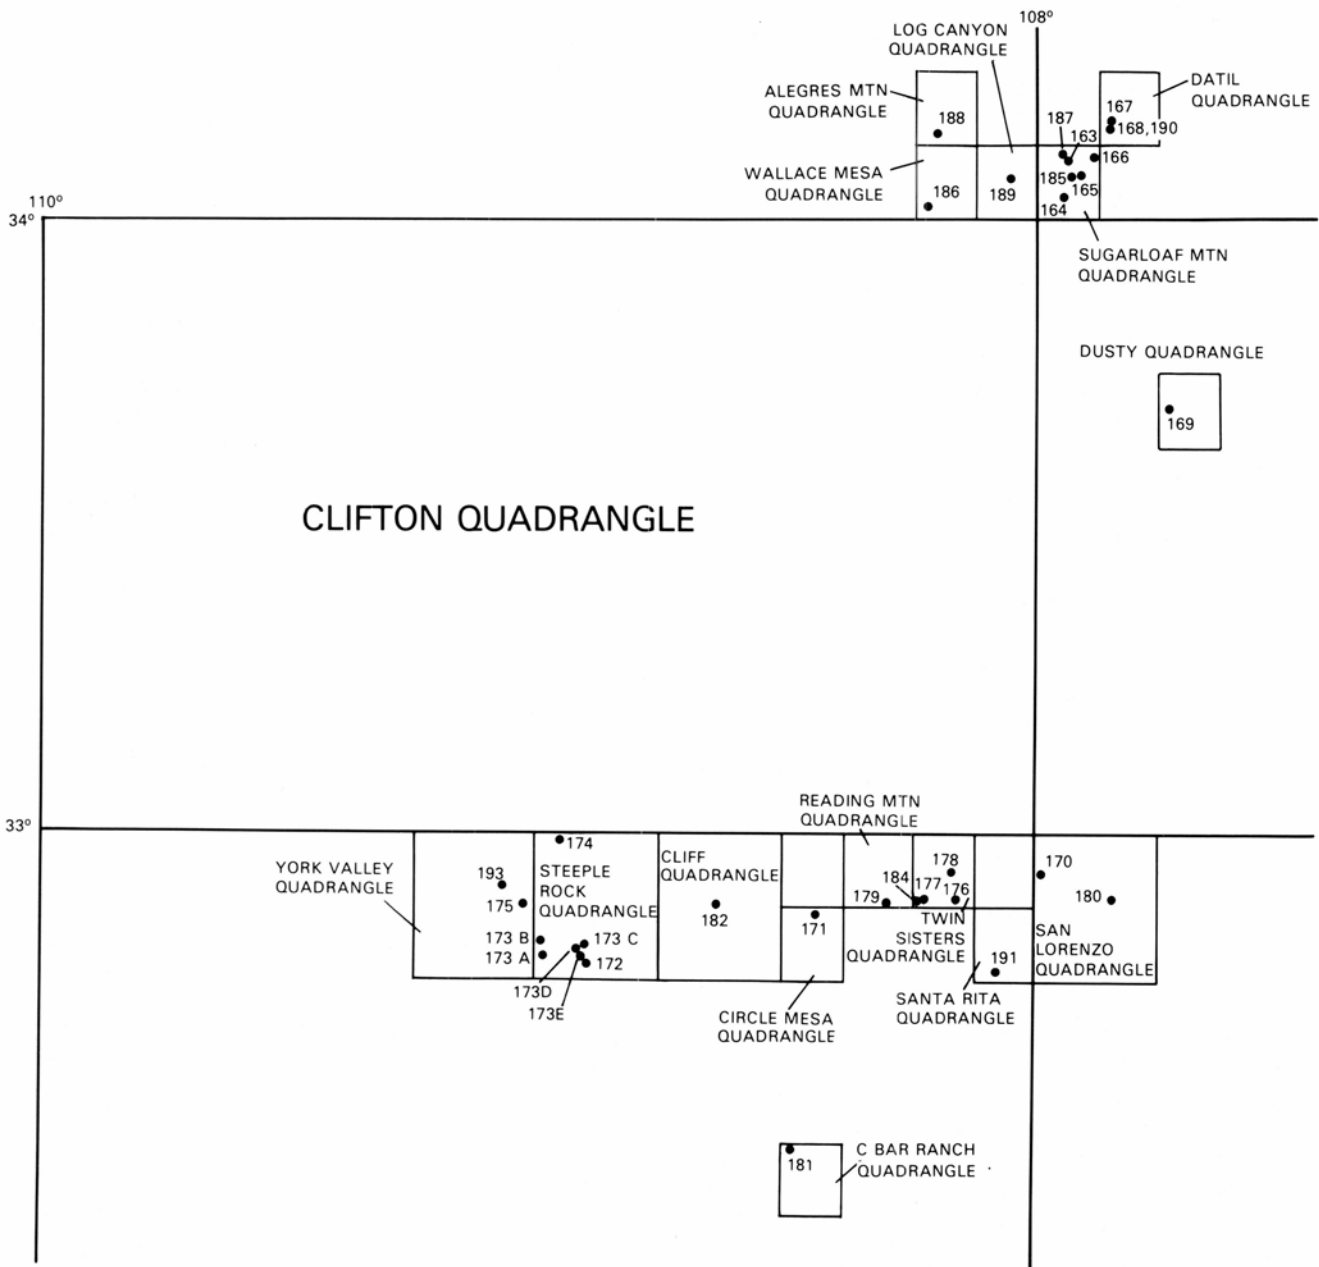 108°
LOG CANYON
QUADRANGLE
ALEGRES MTN
QUADRANGLE
DATIL
QUADRANGLE
188
187
163
167
168,190
166
WALLACE MESA
QUADRANGLE
186
189
185
165
164
110°
34°
SUGARLOAF MTN
QUADRANGLE
DUSTY QUADRANGLE
169
CLIFTON QUADRANGLE
33°
READING MTN
QUADRANGLE
174
YORK VALLEY
QUADRANGLE
193
175
173 B
173 A
STEEPLE
ROCK
QUADRANGLE
173 C
172
173D
173E
CLIFF
QUADRANGLE
182
171
179
184
177
178
176
TWIN
SISTERS
QUADRANGLE
170
180
SAN
LORENZO
QUADRANGLE
191
SANTA RITA
QUADRANGLE
CIRCLE MESA
QUADRANGLE
181
C BAR RANCH
QUADRANGLE